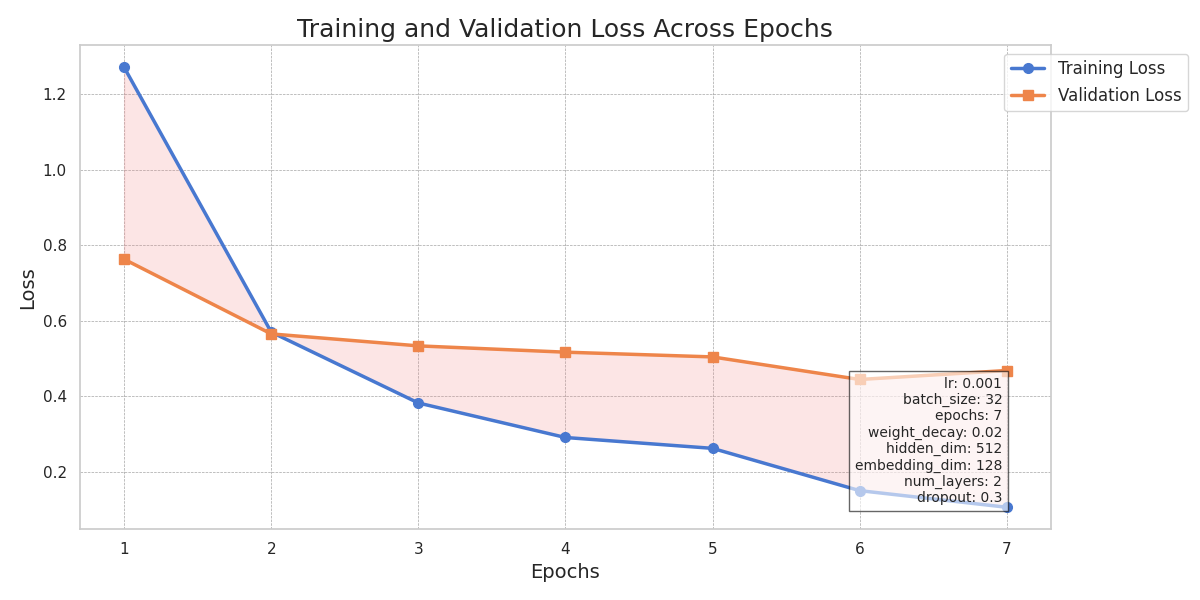 Training and Validation Loss Across Epochs
Training Loss
Validation Loss
Loss
1.2
1.0
0.8
0.6
0.4
0.2
lr: 0.001
batch_size: 32
epochs: 7
weight_decay: 0.02
hidden_dim: 512
embedding_dim: 128
num_layers: 2
dropout: 0.3
1 2 3 4 5 6 7
Epochs